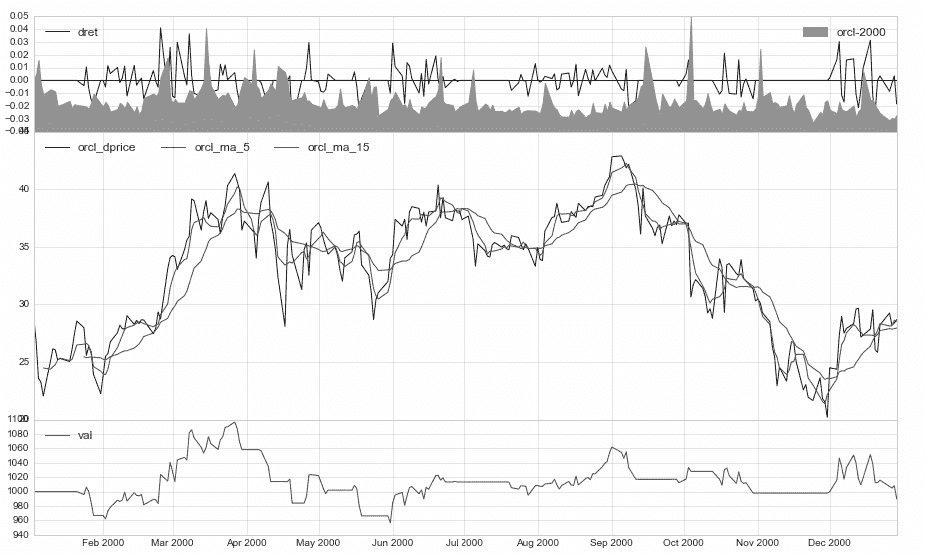 0.05
dret
orcl-2000
0.04
0.03
0.02
0.01
0.00
−0.01
−0.02
−0.03
orcl_dprice
orcl_ma_5
orcl_ma_15
40
35
30
25
20
1100
val
1080
1060
1040
1020
1000
980
960
940
Feb 2000
Mar 2000
Apr 2000
May 2000
Jun 2000
Jul 2000
Aug 2000
Sep 2000
Oct 2000
Nov 2000
Dec 2000